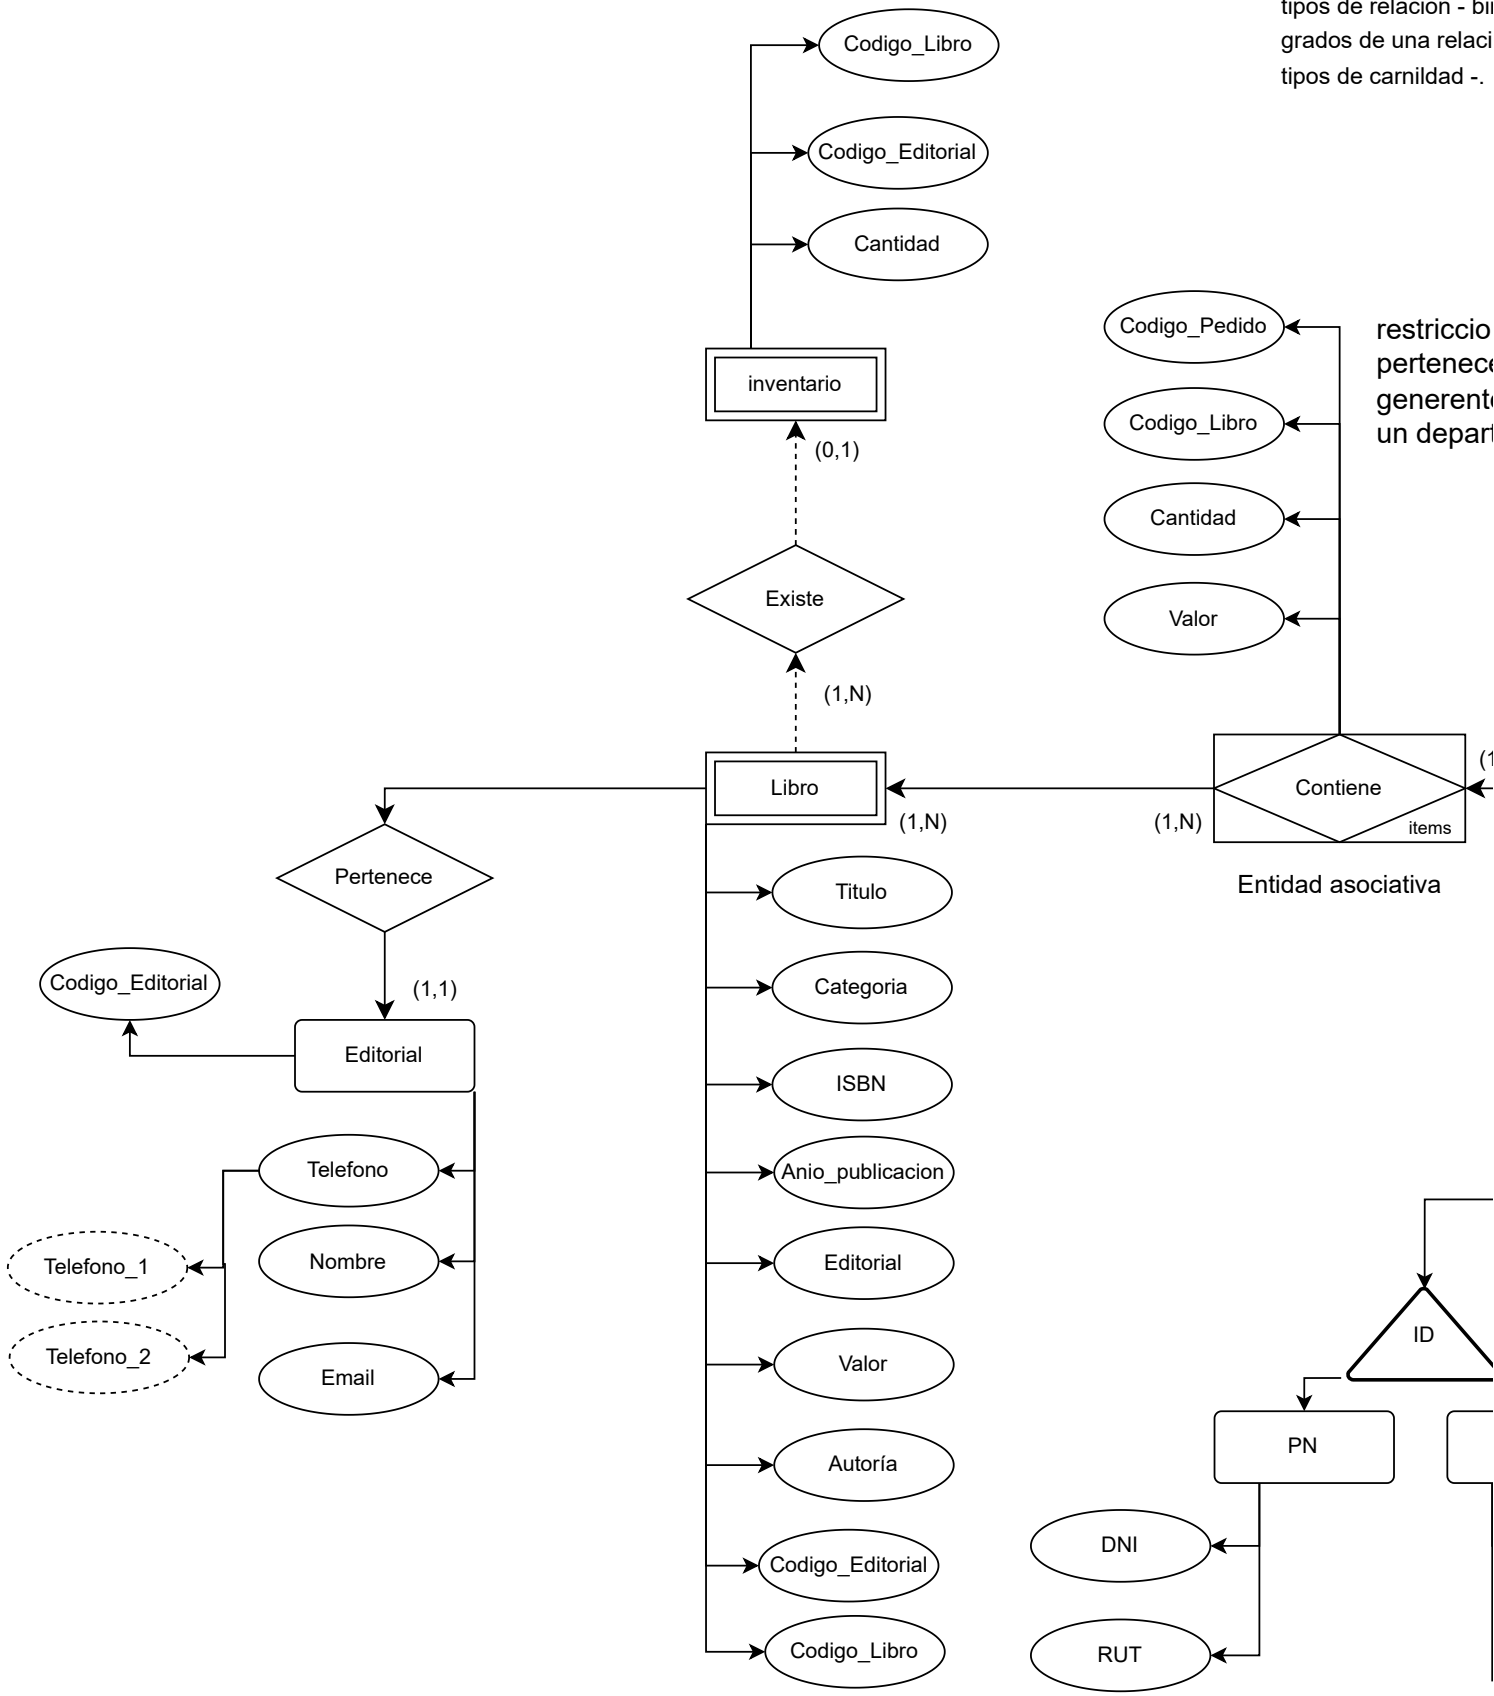 tipos de relacion - bi
grados de una relaci
tipos de carnildad -.
Codigo_Libro
Codigo_Editorial
Cantidad
inventario
(0,1)
Existe
(1,N)
Codigo_Pedido
Codigo_Libro
Cantidad
Valor
restriccio
pertenece
generente
un depart
Libro
(1,N)
(1,N)
Contiene
items
(1
Entidad asociativa
Pertenece
(1,1)
Codigo_Editorial
Editorial
Telefono
Telefono_1
Telefono_2
Nombre
Email
Titulo
Categoria
ISBN
Anio_publicacion
Editorial
Valor
Autoría
Codigo_Editorial
Codigo_Libro
ID
PN
DNI
RUT